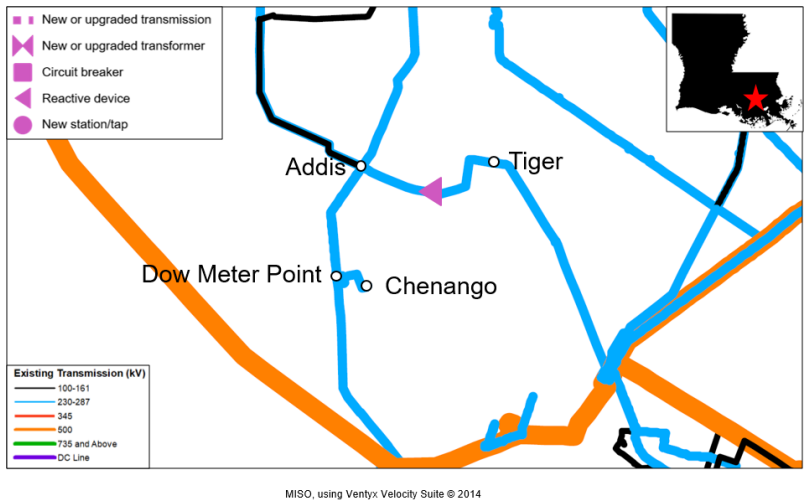 New or upgraded transmission
New or upgraded transformer
Circuit breaker
Reactive device
New station/tap
Addis
Tiger
Dow Meter Point
Chenango
Existing Transmission (kV)
100-161
230-287
345
500
735 and Above
DC Line
MISO, using Ventyx Velocity Suite © 2014